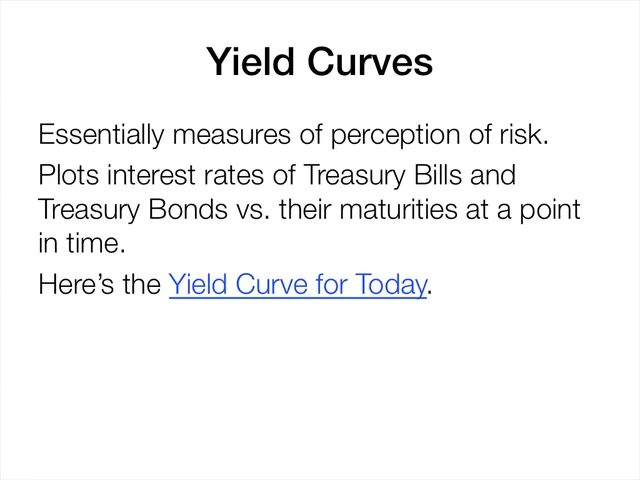 Yield Curves
Essentially measures of perception of risk.
Plots interest rates of Treasury Bills and
Treasury Bonds vs. their maturities at a point
in time.
Here’s the Yield Curve for Today.